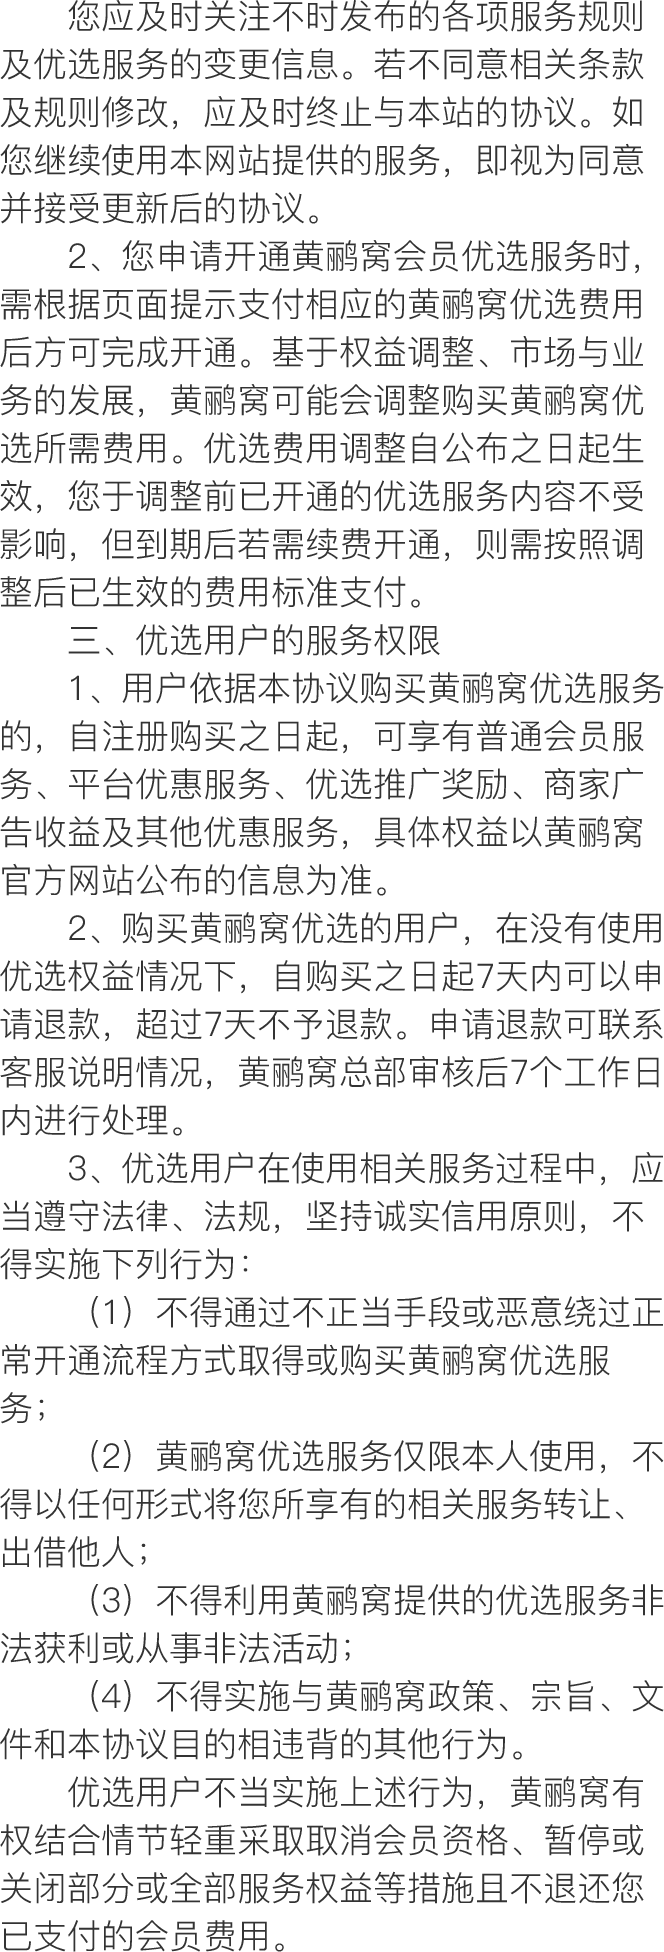 您应及时关注不时发布的各项服务规则
及优选服务的变更信息。若不同意相关条款
及规则修改，应及时终止与本站的协议。如
您继续使用本网站提供的服务，即视为同意
并接受更新后的协议。
2、您申请开通黄鹂窝会员优选服务时，
需根据页面提示支付相应的黄鹂窝优选费用
后方可完成开通。基于权益调整、市场与业
务的发展，黄鹂窝可能会调整购买黄鹂窝优
选所需费用。优选费用调整自公布之日起生
效，您于调整前已开通的优选服务内容不受
影响，但到期后若需续费开通，则需按照调
整后已生效的费用标准支付。
三、优选用户的服务权限
1、用户依据本协议购买黄鹂窝优选服务
的，自注册购买之日起，可享有普通会员服
务、平台优惠服务、优选推广奖励、商家广
告收益及其他优惠服务，具体权益以黄鹂窝
官方网站公布的信息为准。
2、购买黄鹂窝优选的用户，在没有使用
优选权益情况下，自购买之日起7天内可以申
请退款，超过7天不予退款。申请退款可联系
客服说明情况，黄鹂窝总部审核后7个工作日
内进行处理。
3、优选用户在使用相关服务过程中，应
当遵守法律、法规，坚持诚实信用原则，不
得实施下列行为：
（1）不得通过不正当手段或恶意绕过正
常开通流程方式取得或购买黄鹂窝优选服
务；
（2）黄鹂窝优选服务仅限本人使用，不
得以任何形式将您所享有的相关服务转让、
出借他人；
（3）不得利用黄鹂窝提供的优选服务非
法获利或从事非法活动；
（4）不得实施与黄鹂窝政策、宗旨、文
件和本协议目的相违背的其他行为。
优选用户不当实施上述行为，黄鹂窝有
权结合情节轻重采取取消会员资格、暂停或
关闭部分或全部服务权益等措施且不退还您
已支付的会员费用。